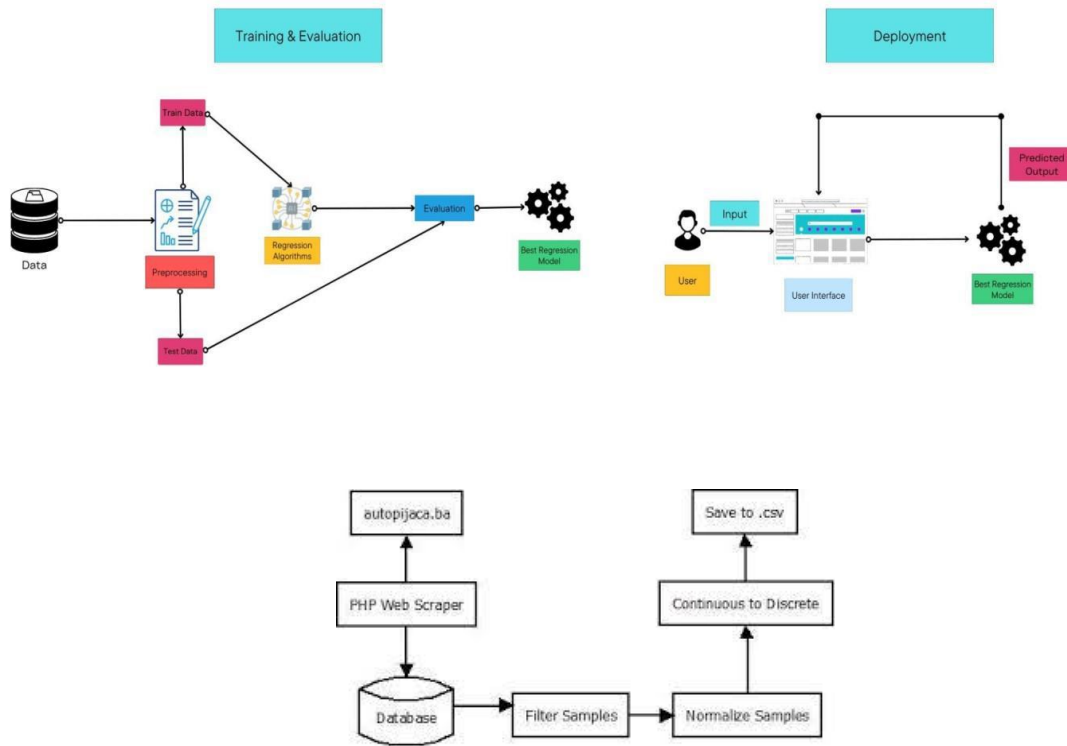 Training & Evaluation
Deployment
Train Data
Predicted
Output
Input
Evaluation
Data
Regression
Algorithms
Best Regression
Model
Preprocessing
User
User Interface
Best Regression
Model
Test Data
autopijaca.ba
Save to .csv
PHP Web Scraper
Continuous to Discrete
Database
Filter Samples
Normalize Samples